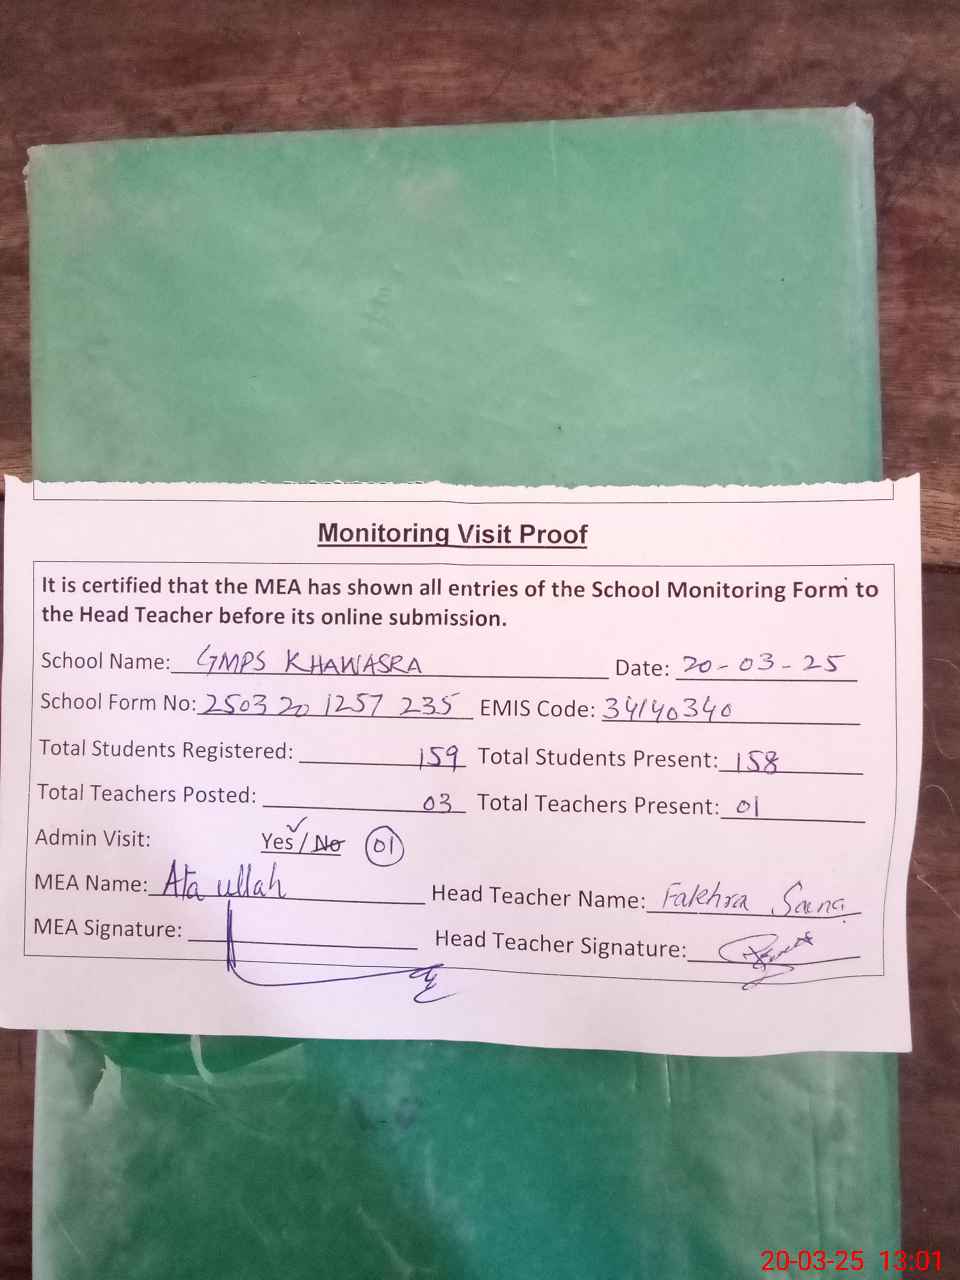 Monitoring Visit Proof
It is certified that the MEA has shown all entries of the School Monitoring Form to
the Head Teacher before its online submission.
School Name: GMPS KHAWASRA Date: 20-03-25
School Form No: 2503 20 1257 235 EMIS Code: 34140340
Total Students Registered: 159 Total Students Present: 158
Total Teachers Posted: 03 Total Teachers Present: 01
Admin Visit: Yes✓/No 01
MEA Name: Ata ullah Head Teacher Name: Fakhra
MEA Signature: Head Teacher Signature:
20-03-25 13:01